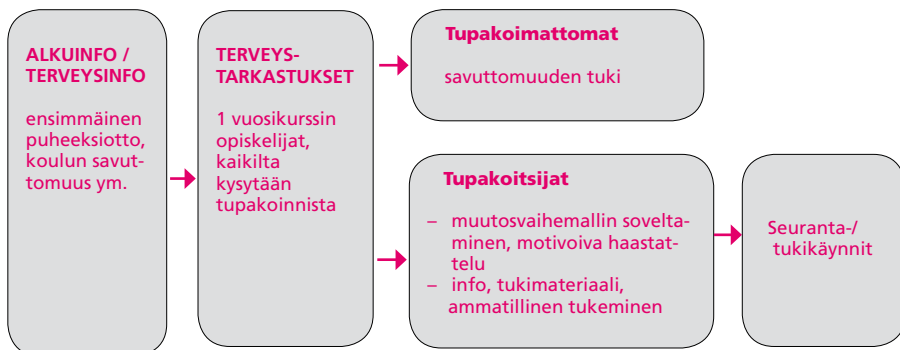 ALKUINFO /
TERVEYSINFO
ensimmäinen
puheeksiotto,
koulun savut-
tomuus ym.
TERVEYS-
TARKASTUKSET
1 vuosikurssin
opiskelijat,
kaikilta
kysytään
tupakoinnista
Tupakoimattomat
savuttomuuden tuki
Tupakoitsijat
– muutosvaihemallin sovelta-
minen, motivoiva haastat-
telu
– info, tukimateriaali,
ammatillinen tukeminen
Seuranta-/
tukikäynnit